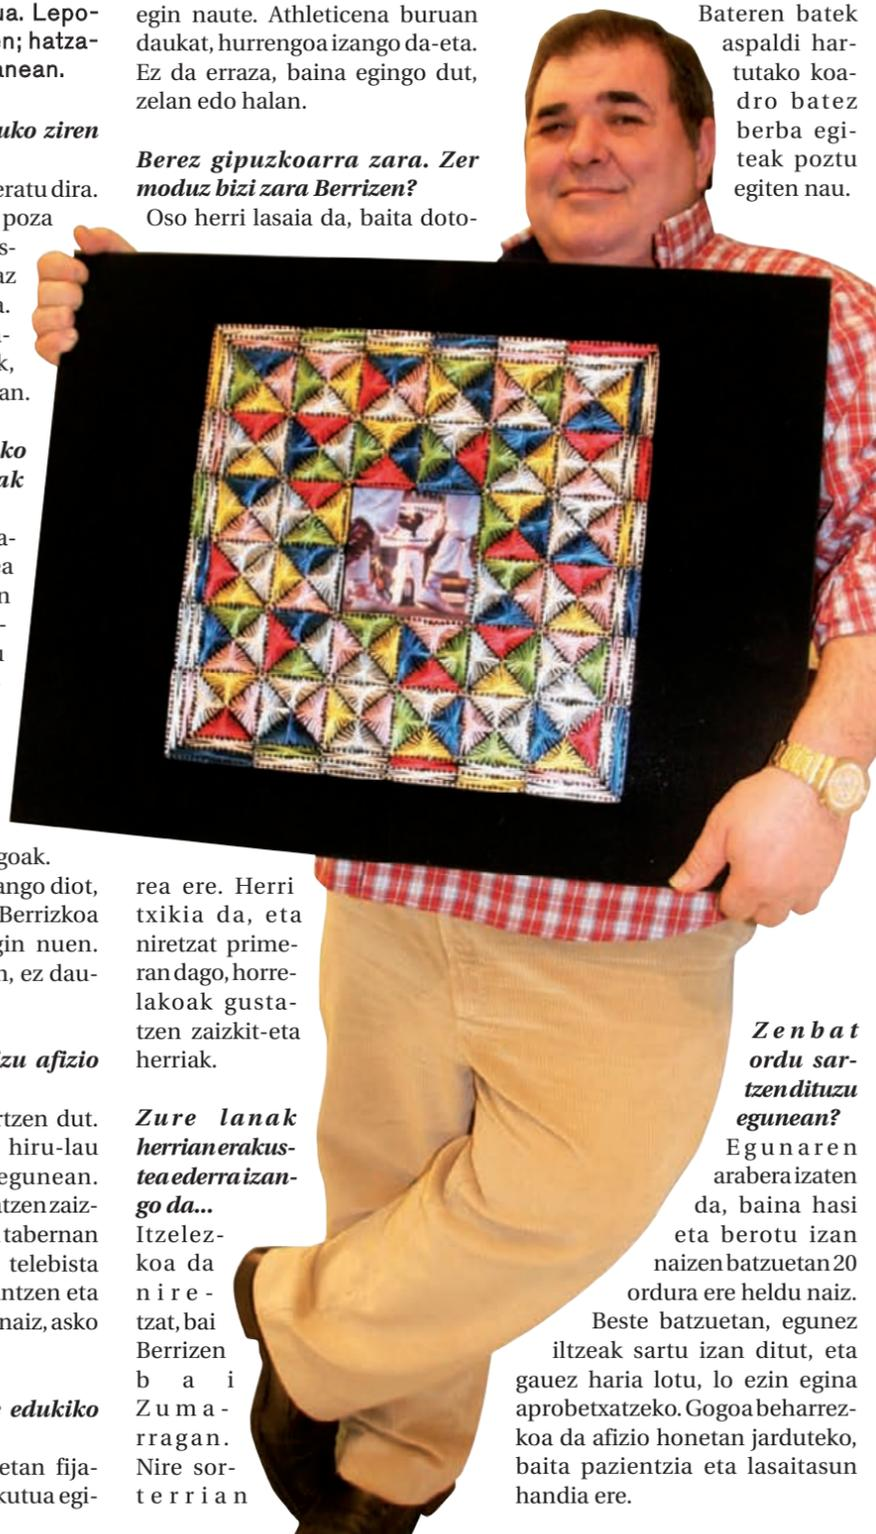 ua. Lepo-
en; hatza-
anean.
uko ziren
eratu dira.
poza
s-
az
a.
-
k,
an.
ko
ak
a-
ea
n
-
u
goak.
ango diot,
Berrizkoa
gin nuen.
n, ez dau-
izu afizio
rtzen dut.
hiru-lau
egunean.
atzen zaiz-
tabernan
telebista
antzen eta
naiz, asko
edukiko
etan fija-
kutua egi-
egin naute. Athleticena buruan
daukat, hurrengoa izango da-eta.
Ez da erraza, baina egingo dut,
zelan edo halan.
Berez gipuzkoarra zara. Zer
moduz bizi zara Berrizen?
Oso herri lasaia da, baita doto-
rea ere. Herri
txikia da, eta
niretzat prime-
ran dago, horre-
lakoak gusta-
tzen zaizkit-eta
herriak.
Zure lanak
herrian erakus-
tea ederra izan-
go da...
Itzelez-
koa da
nire-
tzat, bai
Berrizen
bai
Zuma-
rragan.
Nire sor-
terrian
Bateren batek
aspaldi har-
tutako koa-
dro batez
berba egi-
teak poztu
egiten nau.
Zenbat
ordu sar-
tzen dituzu
egunean?
Egunaren
arabera izaten
da, baina hasi
eta berotu izan
naizen batzuetan 20
ordura ere heldu naiz.
Beste batzuetan, egunez
iltzeak sartu izan ditut, eta
gauez haria lotu, lo ezin egina
aprobetxatzeko. Gogoa beharrez-
koa da afizio honetan jarduteko,
baita pazientzia eta lasaitasun
handia ere.